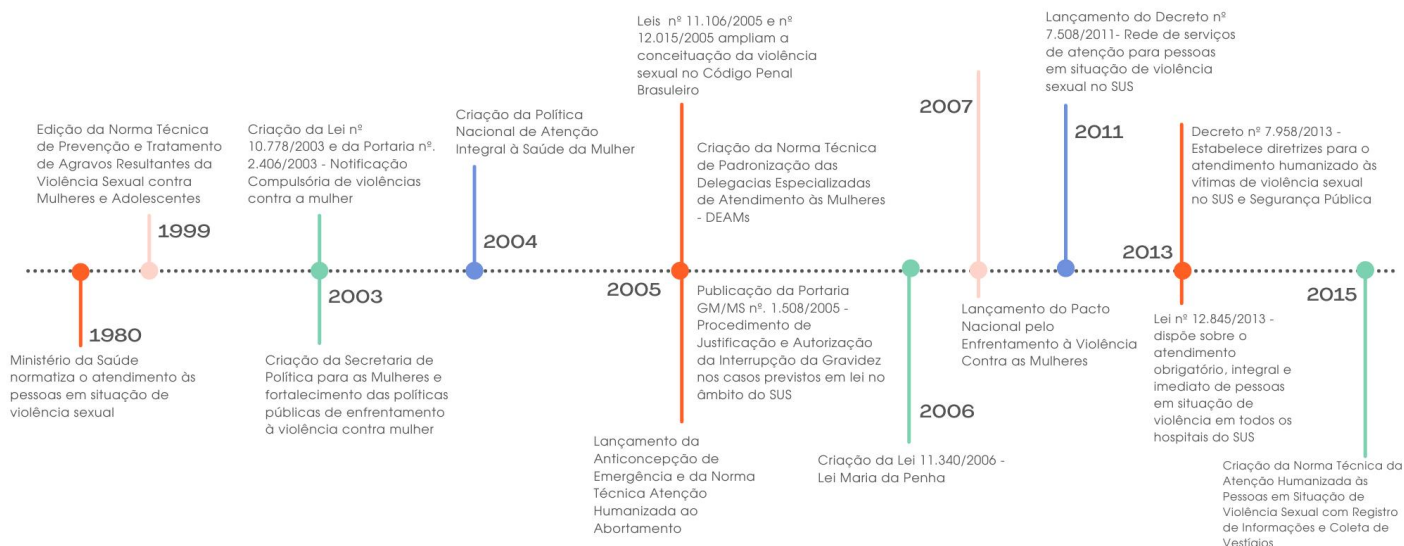 1980
Ministério da Saúde
normatiza o atendimento às
pessoas em situação de
violência sexual
Edição da Norma Técnica
de Prevenção e Tratamento
de Agravos Resultantes da
Violência Sexual contra
Mulheres e Adolescentes
1999
Criação da Lei nº
10.778/2003 e da Portaria nº.
2.406/2003 - Notificação
Compulsória de violências
contra a mulher
2003
Criação da Secretaria de
Política para as Mulheres e
fortalecimento das políticas
públicas de enfrentamento
à violência contra mulher
Criação da Política
Nacional de Atenção
Integral à Saúde da Mulher
2004
Leis nº 11.106/2005 e nº
12.015/2005 ampliam a
conceituação da violência
sexual no Código Penal
Brasuleiro
Criação da Norma Técnica
de Padronização das
Delegacias Especializadas
de Atendimento às Mulheres
- DEAMs
2005
Publicação da Portaria
GM/MS nº. 1.508/2005 -
Procedimento de
Justificação e Autorização
da Interrupção da Gravidez
nos casos previstos em lei no
âmbito do SUS
Lançamento da
Anticoncepção de
Emergência e da Norma
Técnica Atenção
Humanizada ao
Abortamento
2006
Criação da Lei 11.340/2006 -
Lei Maria da Penha
2007
Lançamento do Pacto
Nacional pelo
Enfrentamento à Violência
Contra as Mulheres
Lançamento do Decreto nº
7.508/2011- Rede de serviços
de atenção para pessoas
em situação de violência
sexual no SUS
2011
Decreto nº 7.958/2013 -
Estabelece diretrizes para o
atendimento humanizado às
vítimas de violência sexual
no SUS e Segurança Pública
2013
Lei nº 12.845/2013 -
dispõe sobre o
atendimento
obrigatório, integral e
imediato de pessoas
em situação de
violência em todos os
hospitais do SUS
2015
Criação da Norma Técnica da
Atenção Humanizada às
Pessoas em Situação de
Violência Sexual com Registro
de Informações e Coleta de
Vestígios